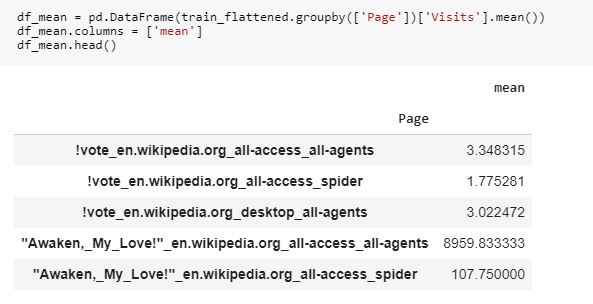 df_mean = pd.DataFrame(train_flattened.groupby(['Page'])['Visits'].mean())
df_mean.columns = ['mean']
df_mean.head()
mean
Page
!vote_en.wikipedia.org_all-access_all-agents 3.348315
!vote_en.wikipedia.org_all-access_spider 1.775281
!vote_en.wikipedia.org_desktop_all-agents 3.022472
"Awaken,_My_Love!"_en.wikipedia.org_all-access_all-agents 8959.833333
"Awaken,_My_Love!"_en.wikipedia.org_all-access_spider 107.750000